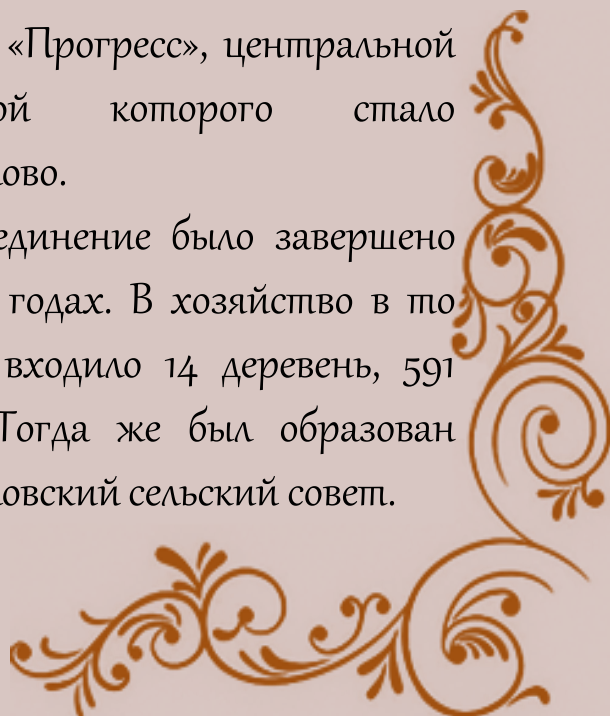 «Прогресс», центральной
ой которого стало
ово.
единение было завершено
годах. В хозяйство в то
входило 14 деревень, 591
Тогда же был образован
овский сельский совет.